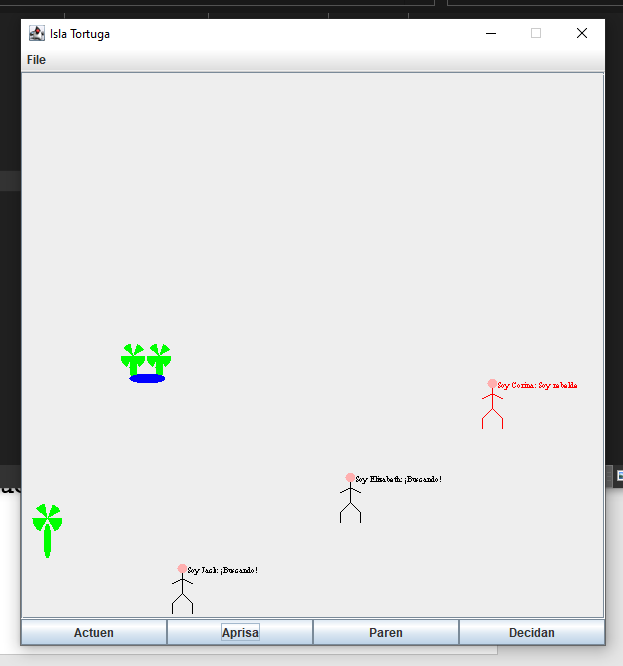 Isla Tortuga
File
Soy Corina: Soy rebelde
Soy Elizabeth: ¡Buscando!
Soy Jack: ¡Buscando!
Actuen
Aprisa
Paren
Decidan